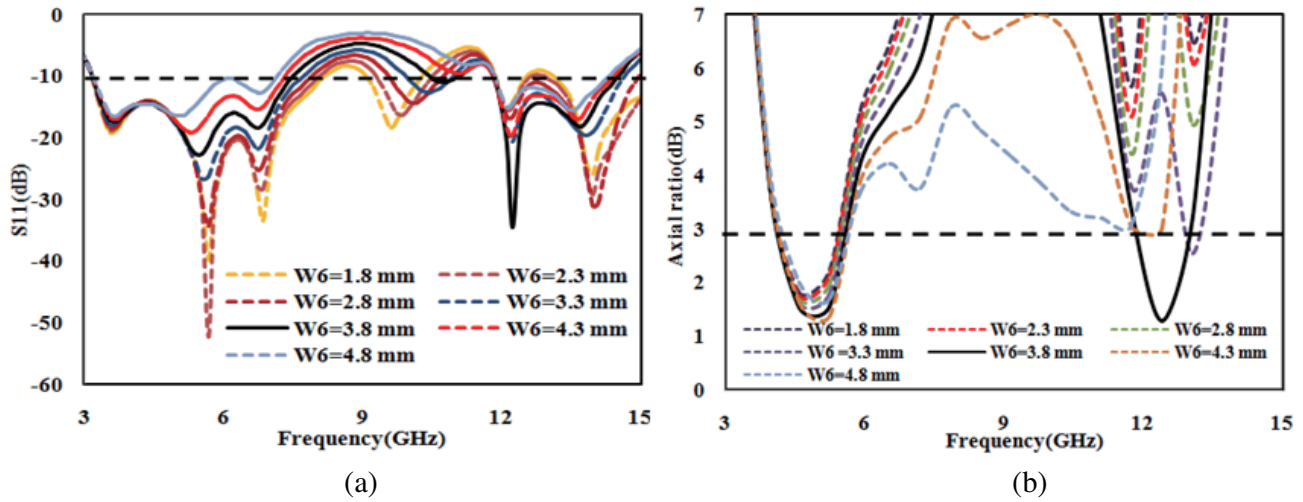 0
-10
-20
-30
-40
-50
-60
S11(dB)
W6=1.8 mm W6=2.3 mm
W6=2.8 mm W6=3.3 mm
W6=3.8 mm W6=4.3 mm
W6=4.8 mm
3 6 9 12 15
Frequency(GHz)
(a)
7
6
5
4
3
2
1
0
Axial ratio(dB)
W6=1.8 mm W6=2.3 mm W6=2.8 mm
W6 =3.3 mm W6=3.8 mm W6=4.3 mm
W6=4.8 mm
3 6 9 12 15
Frequency(GHz)
(b)